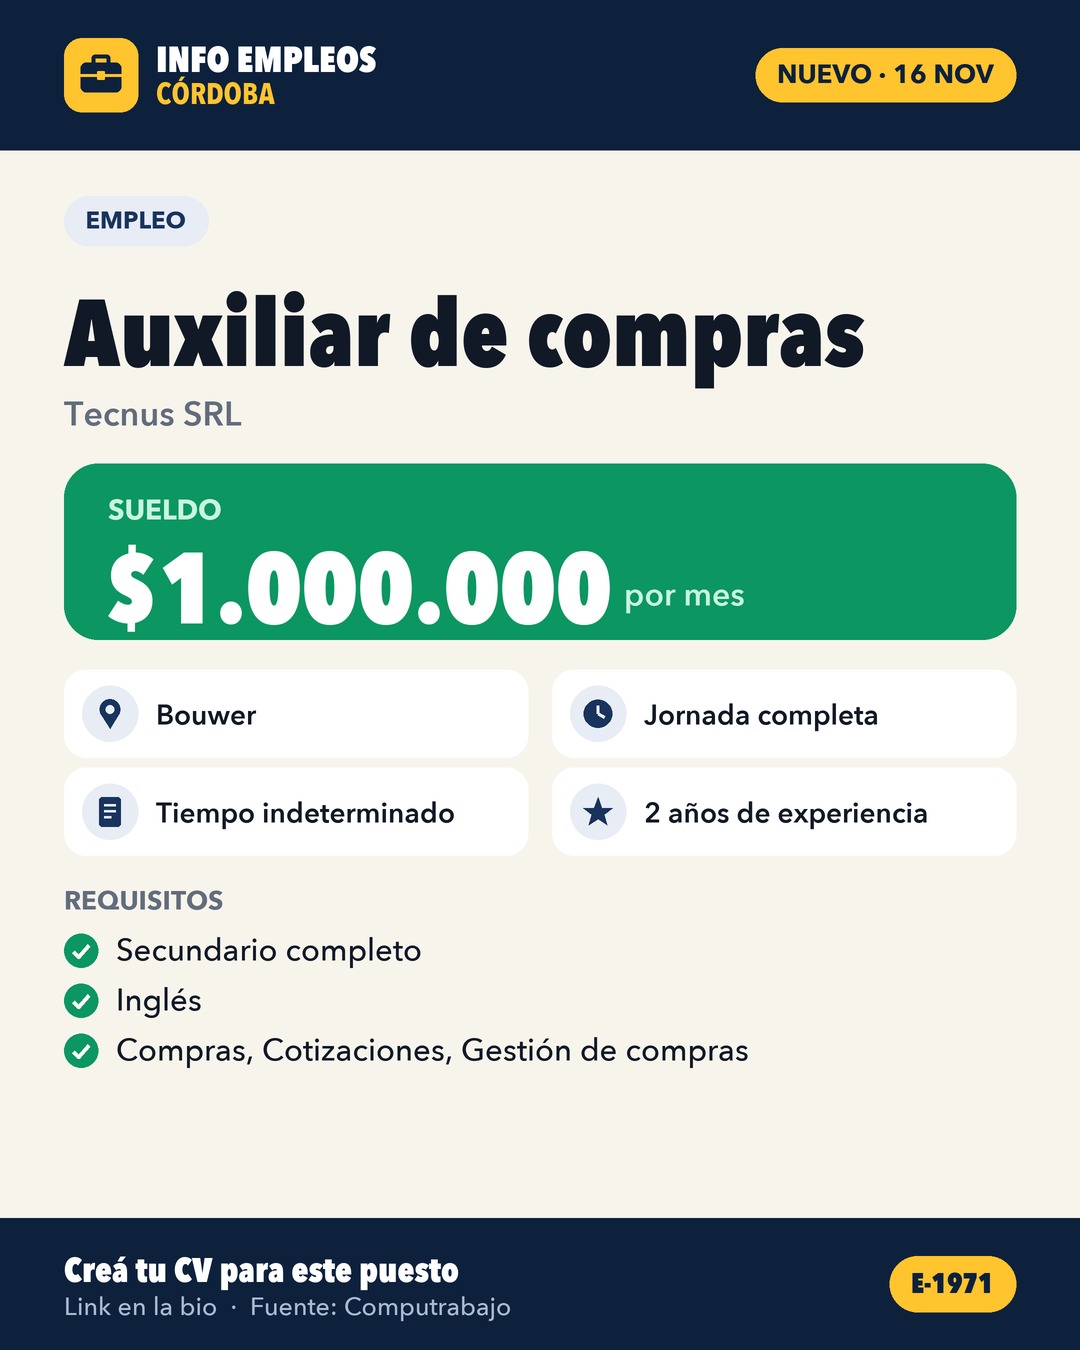 INFO EMPLEOS
CÓRDOBA
NUEVO · 16 NOV
EMPLEO
Auxiliar de compras
Tecnus SRL
SUELDO
$1.000.000 por mes
Bouwer
Jornada completa
Tiempo indeterminado
2 años de experiencia
REQUISITOS
Secundario completo
Inglés
Compras, Cotizaciones, Gestión de compras
Creá tu CV para este puesto
Link en la bio · Fuente: Computrabajo
E-1971